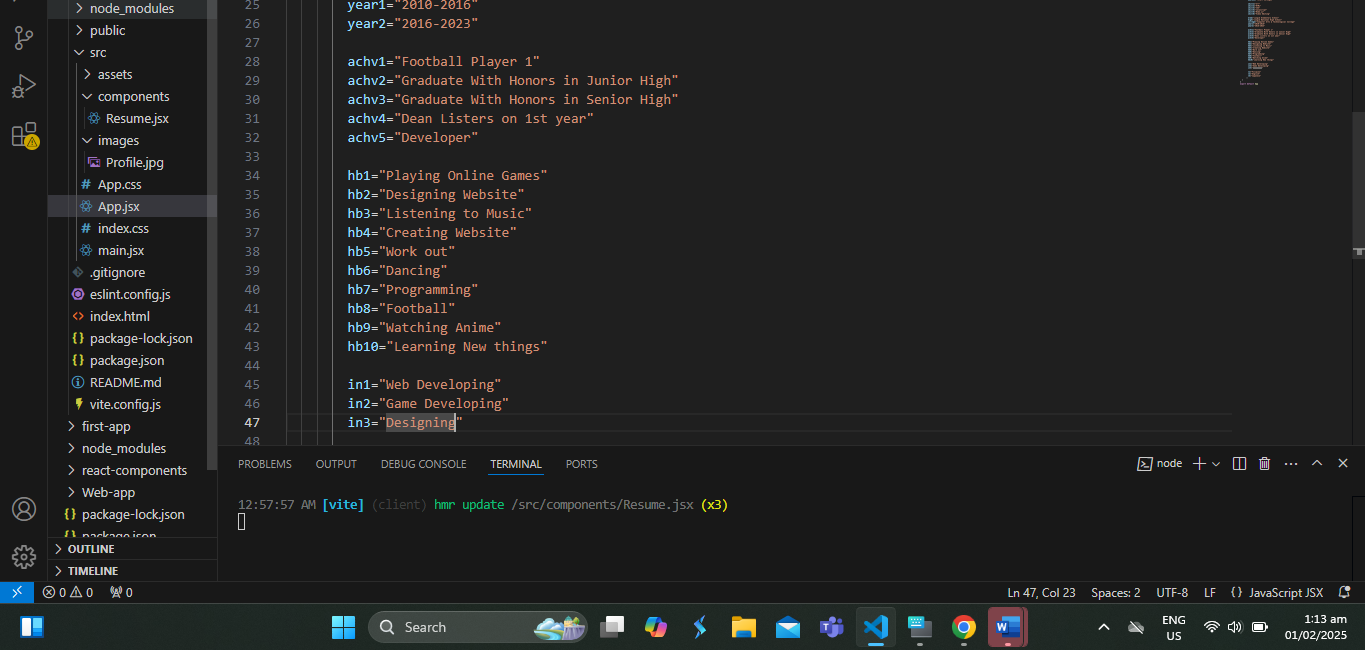 node_modules
public
src
assets
components
Resume.jsx
images
Profile.jpg
# App.css
App.jsx
# index.css
main.jsx
.gitignore
eslint.config.js
<> index.html
{} package-lock.json
{} package.json
README.md
vite.config.js
first-app
node_modules
react-components
Web-app
{} package-lock.json
{} package.json
OUTLINE
TIMELINE
25 year1="2010-2016"
26 year2="2016-2023"
27
28 achv1="Football Player 1"
29 achv2="Graduate With Honors in Junior High"
30 achv3="Graduate With Honors in Senior High"
31 achv4="Dean Listers on 1st year"
32 achv5="Developer"
33
34 hb1="Playing Online Games"
35 hb2="Designing Website"
36 hb3="Listening to Music"
37 hb4="Creating Website"
38 hb5="Work out"
39 hb6="Dancing"
40 hb7="Programming"
41 hb8="Football"
42 hb9="Watching Anime"
43 hb10="Learning New things"
44
45 in1="Web Developing"
46 in2="Game Developing"
47 in3="Designing"
48
PROBLEMS OUTPUT DEBUG CONSOLE TERMINAL PORTS node
12:57:57 AM [vite] (client) hmr update /src/components/Resume.jsx (x3)
0 0 0 Ln 47, Col 23 Spaces: 2 UTF-8 LF {} JavaScript JSX
Search
W
ENG
US
1:13 am
01/02/2025